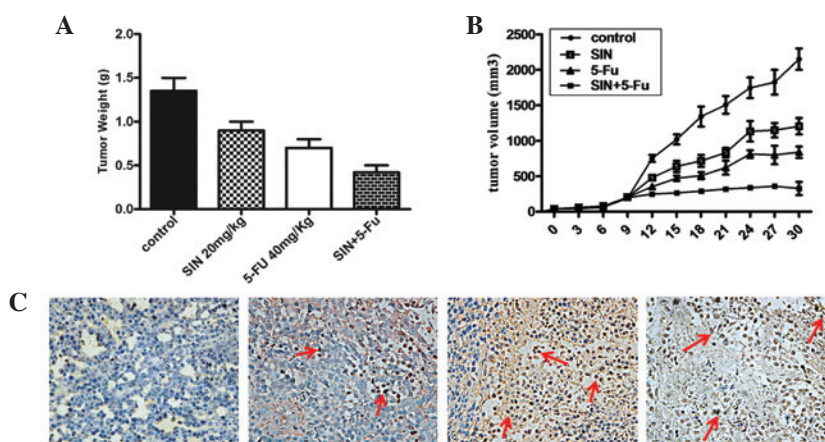 A
Tumor Weight (g)
2.0
1.5
1.0
0.5
0.0
control
SIN 20mg/kg
5-FU 40mg/Kg
SIN+5-Fu
B
tumor volume (mm3)
control
SIN
5-Fu
SIN+5-Fu
2500
2000
1500
1000
500
0
0 3 6 9 12 15 18 21 24 27 30
C